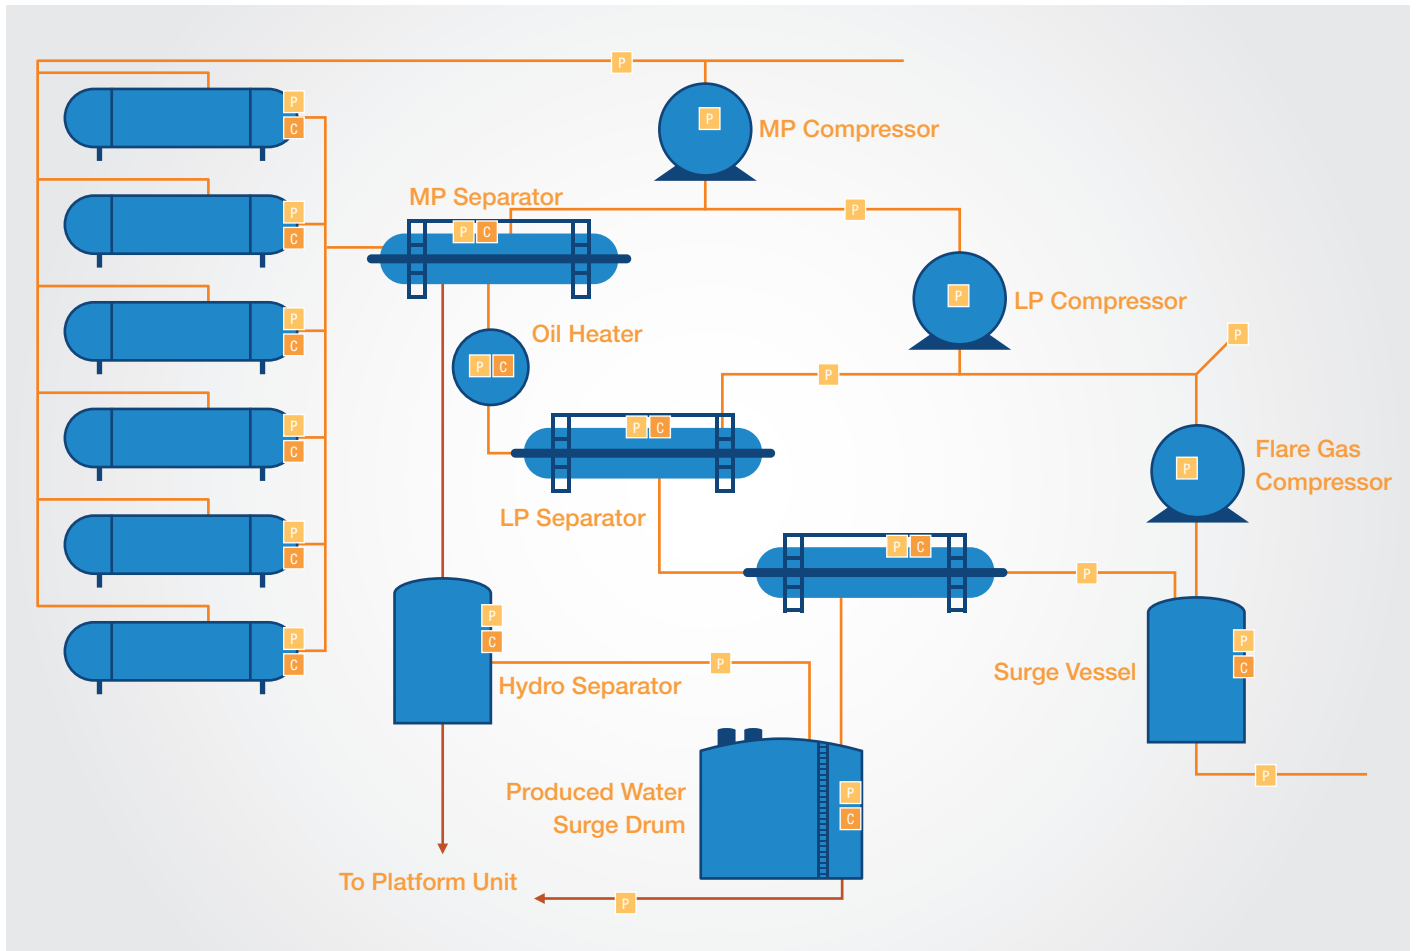 P
P
C
P
MP Compressor
MP Separator
P
C
P C
P
P
LP Compressor
P
C
Oil Heater
P
P C
P
P
C
P C
Flare Gas
P
Compressor
LP Separator
P
C
P C
P
P
C
Surge Vessel
P
C
P
C
P
Hydro Separator
P
Produced Water
P
Surge Drum
C
To Platform Unit
P